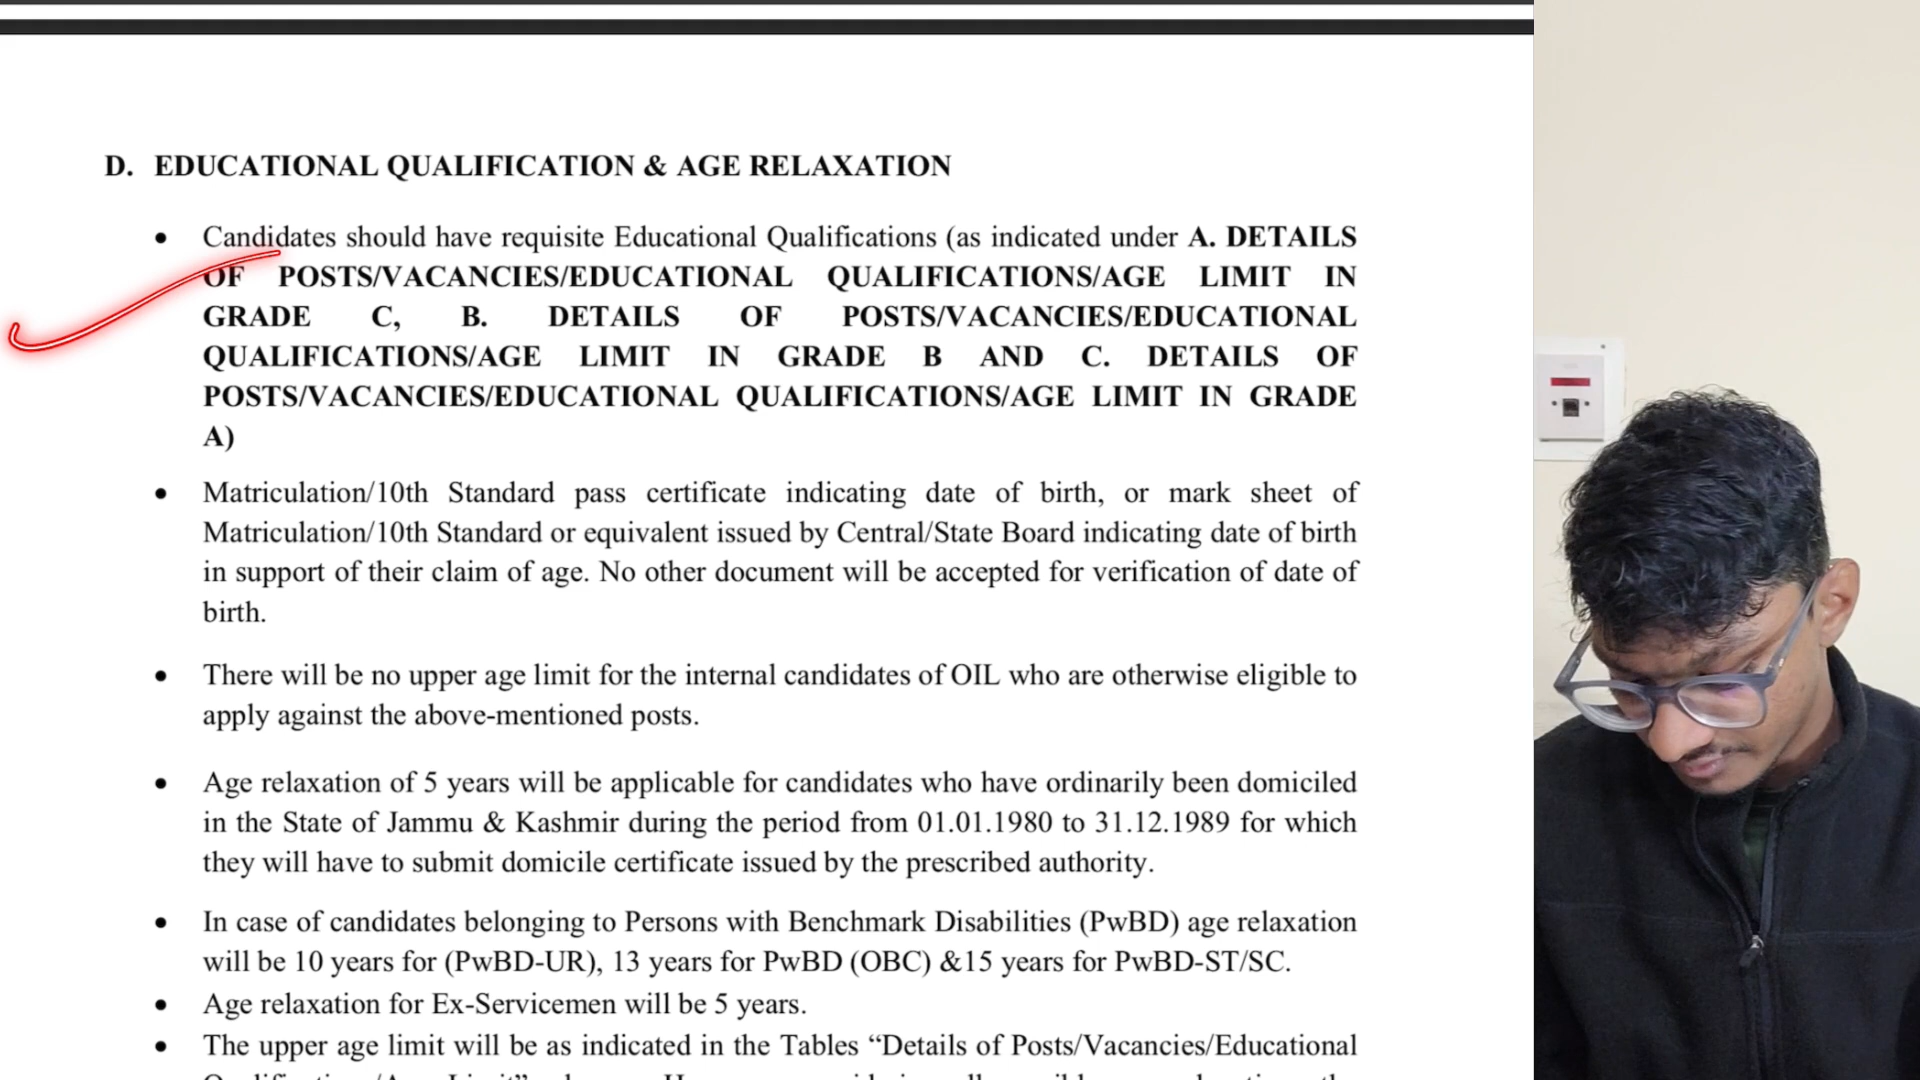 D. EDUCATIONAL QUALIFICATION & AGE RELAXATION
• Candidates should have requisite Educational Qualifications (as indicated under A. DETAILS
OF POSTS/VACANCIES/EDUCATIONAL QUALIFICATIONS/AGE LIMIT IN
GRADE C, B. DETAILS OF POSTS/VACANCIES/EDUCATIONAL
QUALIFICATIONS/AGE LIMIT IN GRADE B AND C. DETAILS OF
POSTS/VACANCIES/EDUCATIONAL QUALIFICATIONS/AGE LIMIT IN GRADE
A)
• Matriculation/10th Standard pass certificate indicating date of birth, or mark sheet of
Matriculation/10th Standard or equivalent issued by Central/State Board indicating date of birth
in support of their claim of age. No other document will be accepted for verification of date of
birth.
• There will be no upper age limit for the internal candidates of OIL who are otherwise eligible to
apply against the above-mentioned posts.
• Age relaxation of 5 years will be applicable for candidates who have ordinarily been domiciled
in the State of Jammu & Kashmir during the period from 01.01.1980 to 31.12.1989 for which
they will have to submit domicile certificate issued by the prescribed authority.
• In case of candidates belonging to Persons with Benchmark Disabilities (PwBD) age relaxation
will be 10 years for (PwBD-UR), 13 years for PwBD (OBC) &15 years for PwBD-ST/SC.
• Age relaxation for Ex-Servicemen will be 5 years.
• The upper age limit will be as indicated in the Tables “Details of Posts/Vacancies/Educational